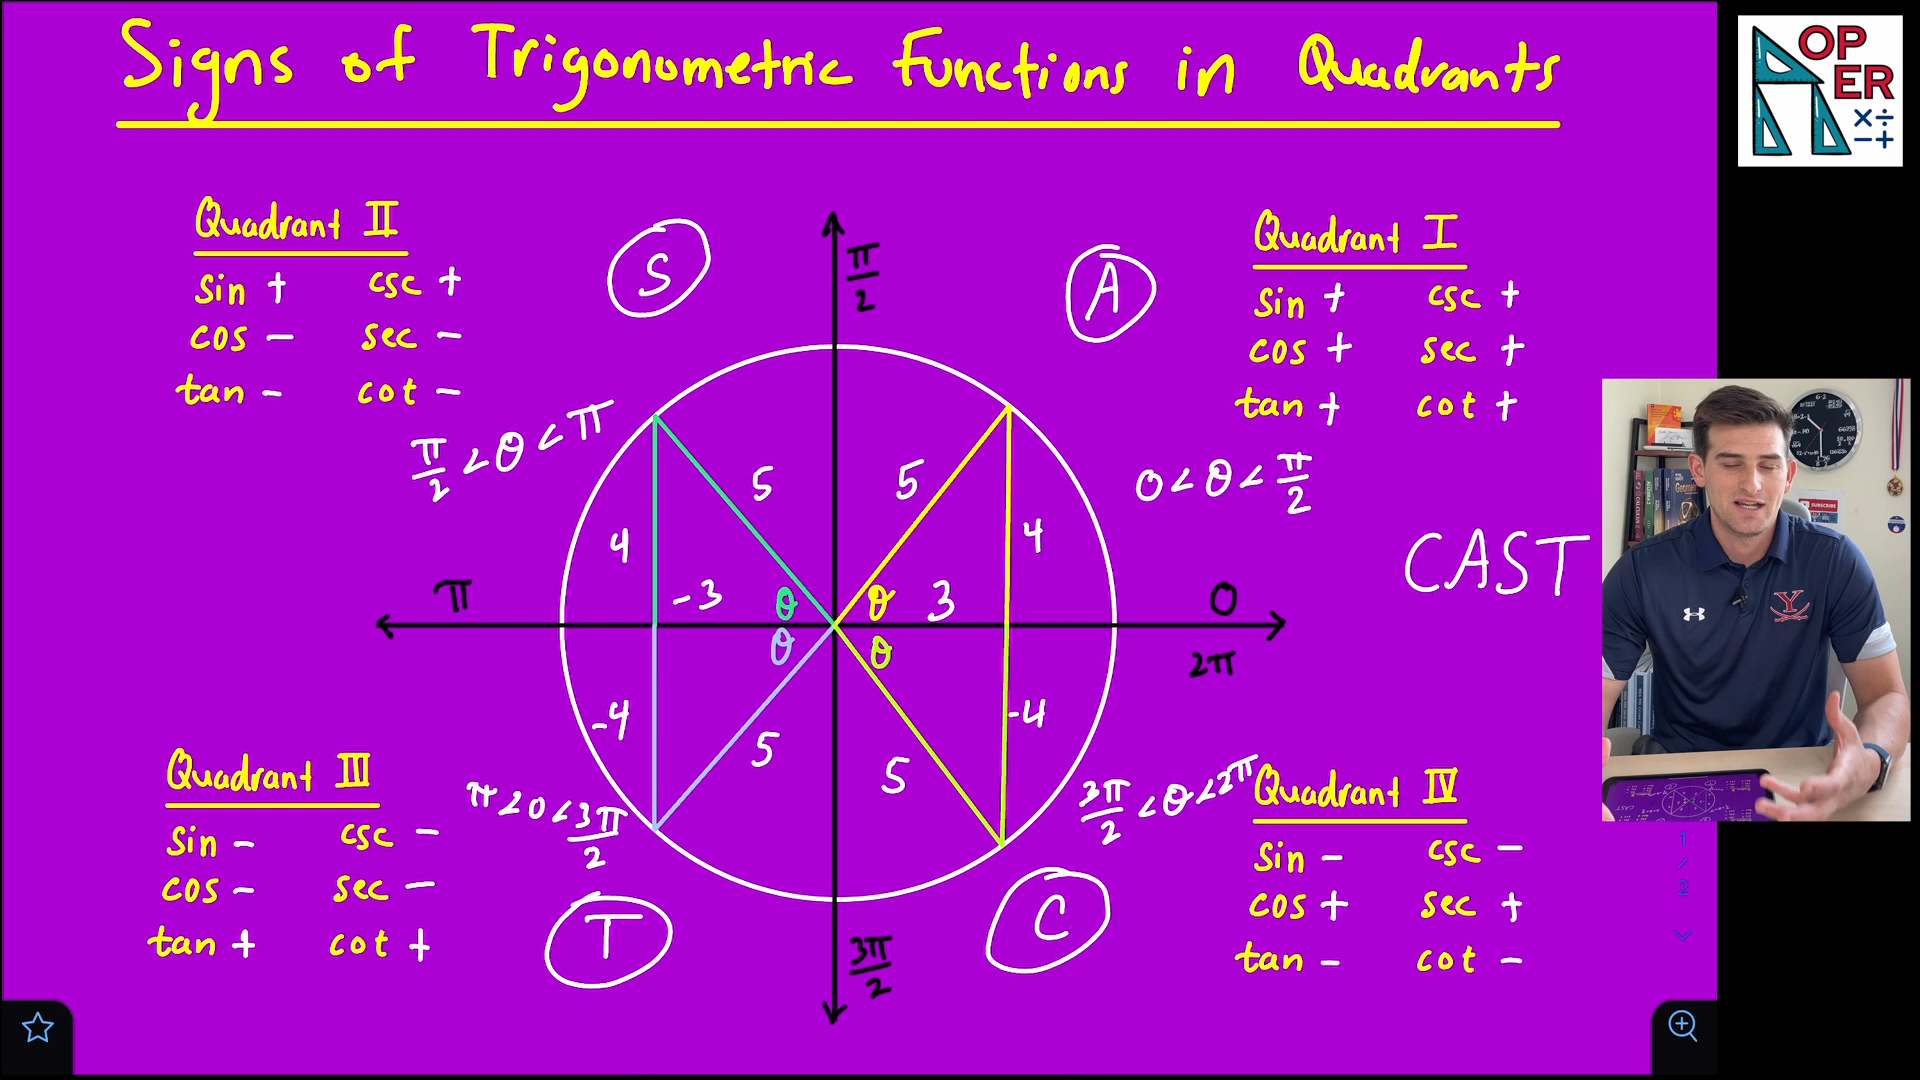 Signs of Trigonometric Functions in Quadrants
OP
ER
×÷
−+
Quadrant II
sin + csc +
cos − sec −
tan − cot −
π/2 < θ < π
S
π/2
A
Quadrant I
sin + csc +
cos + sec +
tan + cot +
0 < θ < π/2
CAST
5
5
4
4
-3
θ
θ
3
π
0
2π
θ
θ
-4
-4
5
5
Quadrant III
sin − csc −
cos − sec −
tan + cot +
π < θ < 3π/2
T
3π/2
C
3π/2 < θ < 2π
Quadrant IV
sin − csc −
cos + sec +
tan − cot −
1
/
2
SUBSCRIBE
Y